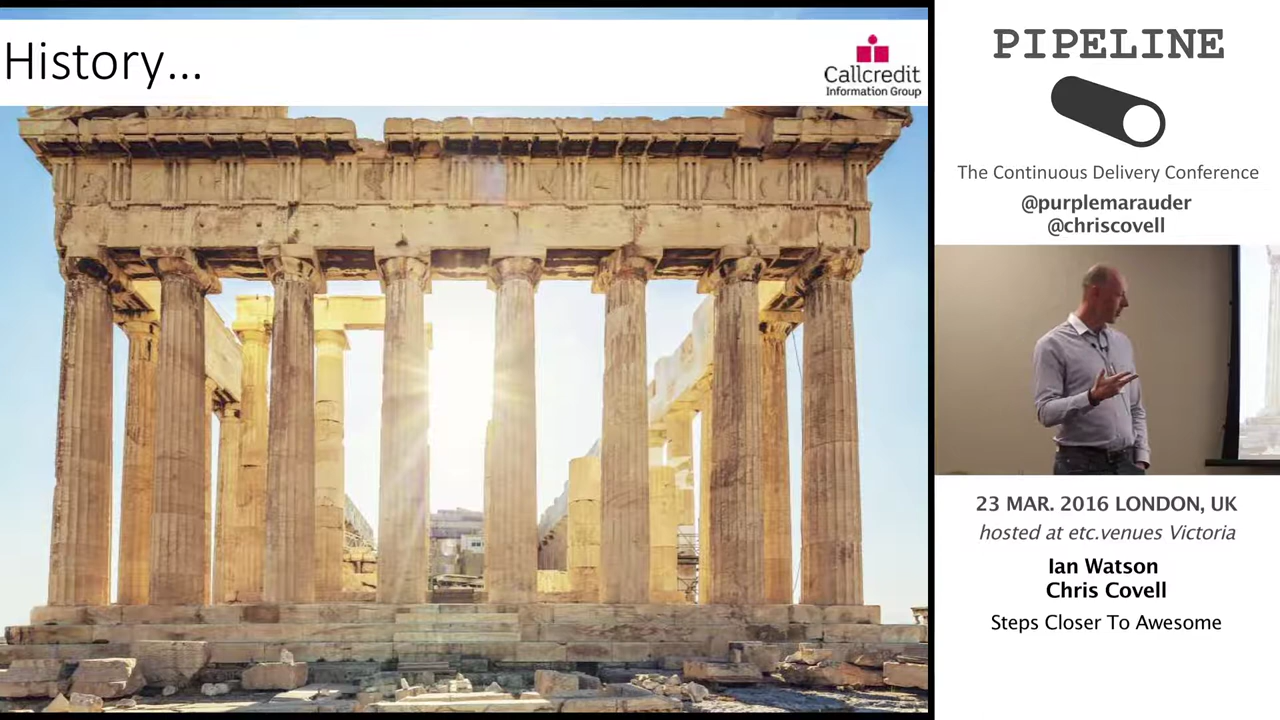 History...
Callcredit
Information Group
PIPELINE
The Continuous Delivery Conference
@purplemarauder
@chriscovell
23 MAR. 2016 LONDON, UK
hosted at etc.venues Victoria
Ian Watson
Chris Covell
Steps Closer To Awesome